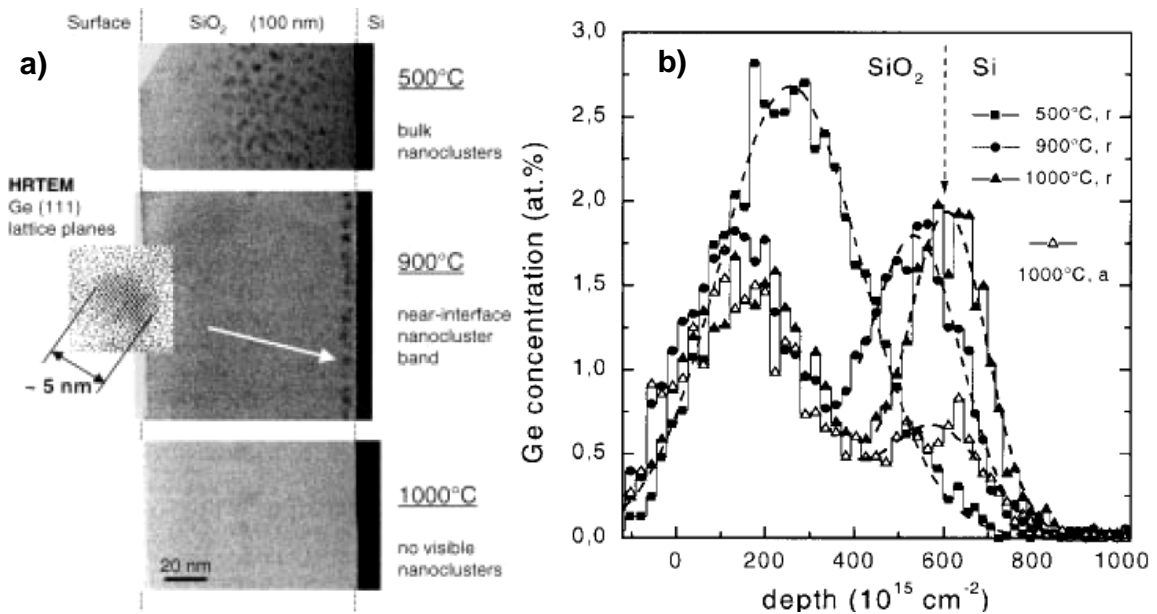 a)
Surface
SiO₂ (100 nm)
Si
500°C
bulk
nanoclusters
HRTEM
Ge (111)
lattice planes
~ 5 nm
900°C
near-interface
nanocluster
band
1000°C
no visible
nanoclusters
20 nm
b)
Ge concentration (at.%)
3,0
2,5
2,0
1,5
1,0
0,5
0,0
SiO₂
Si
500°C, r
900°C, r
1000°C, r
1000°C, a
0
200
400
600
800
1000
depth (10¹⁵ cm⁻²)